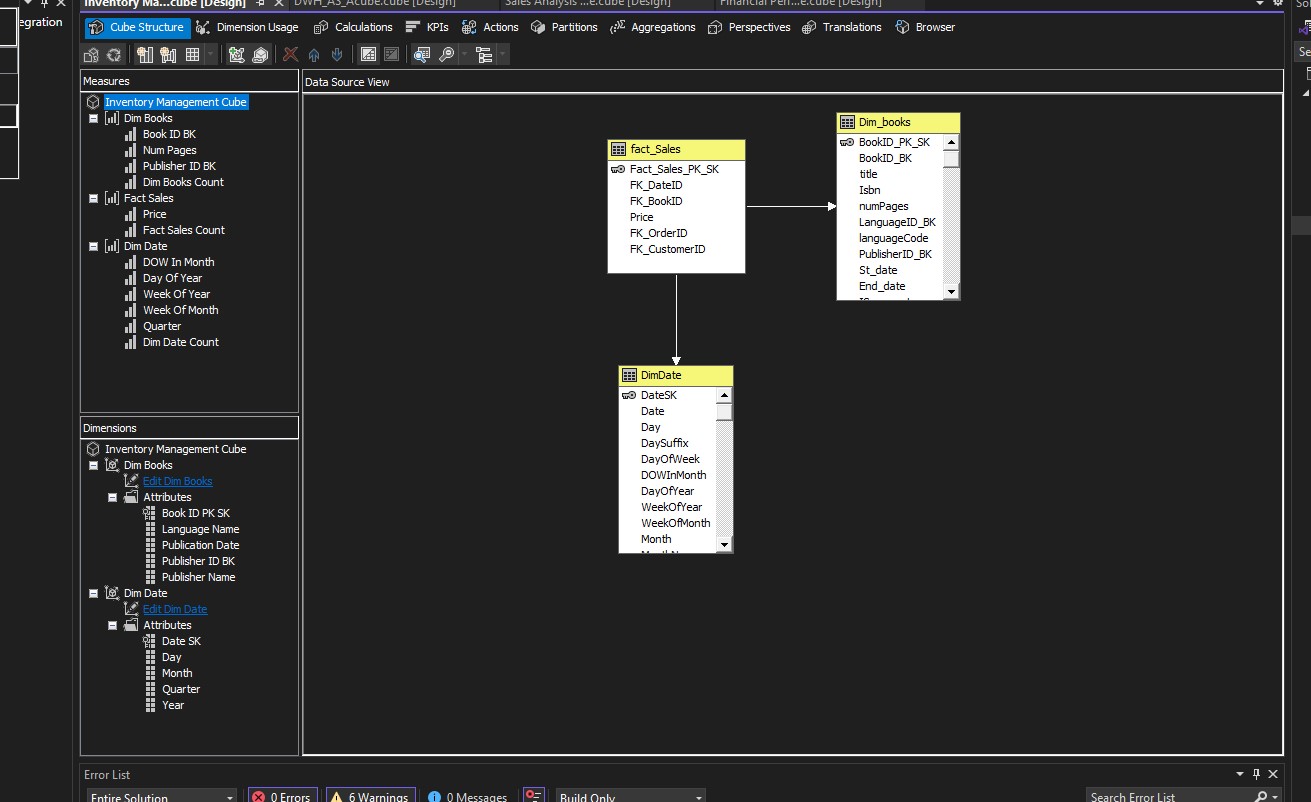 Inventory Ma...cube [Design]
DWH_A3_Acube.cube [Design]
Sales Analysis ...e.cube [Design]
Financial Perf...e.cube [Design]
egration
Cube Structure
Dimension Usage
Calculations
KPIs
Actions
Partitions
Aggregations
Perspectives
Translations
Browser
Measures
Inventory Management Cube
Dim Books
Book ID BK
Num Pages
Publisher ID BK
Dim Books Count
Fact Sales
Price
Fact Sales Count
Dim Date
DOW In Month
Day Of Year
Week Of Year
Week Of Month
Quarter
Dim Date Count
Dimensions
Inventory Management Cube
Dim Books
Edit Dim Books
Attributes
Book ID PK SK
Language Name
Publication Date
Publisher ID BK
Publisher Name
Dim Date
Edit Dim Date
Attributes
Date SK
Day
Month
Quarter
Year
Data Source View
fact_Sales
Fact_Sales_PK_SK
FK_DateID
FK_BookID
Price
FK_OrderID
FK_CustomerID
Dim_books
BookID_PK_SK
BookID_BK
title
Isbn
numPages
LanguageID_BK
languageCode
PublisherID_BK
St_date
End_date
DimDate
DateSK
Date
Day
DaySuffix
DayOfWeek
DOWInMonth
DayOfYear
WeekOfYear
WeekOfMonth
Month
Error List
Entire Solution
0 Errors
6 Warnings
0 Messages
Build Only
Search Error List